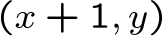 (x + 1, y)